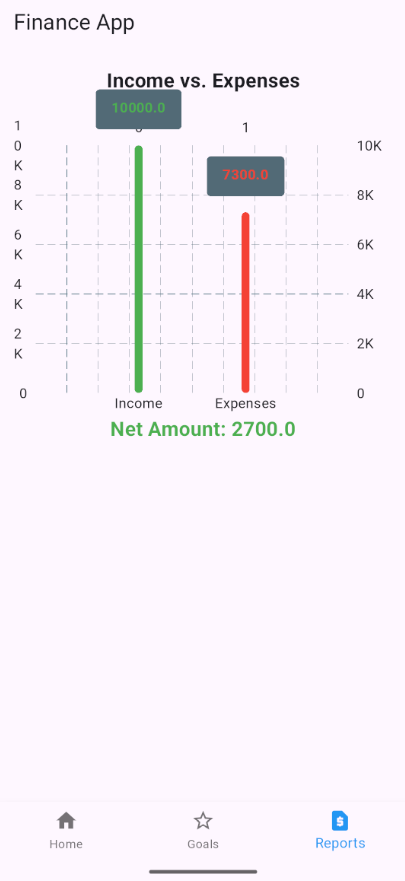 Finance App
Income vs. Expenses
10000.0
1
1
0
K
10K
7300.0
8
K
8K
6
K
6K
4
K
4K
2
K
2K
0
0
Income
Expenses
Net Amount: 2700.0
Home
Goals
Reports